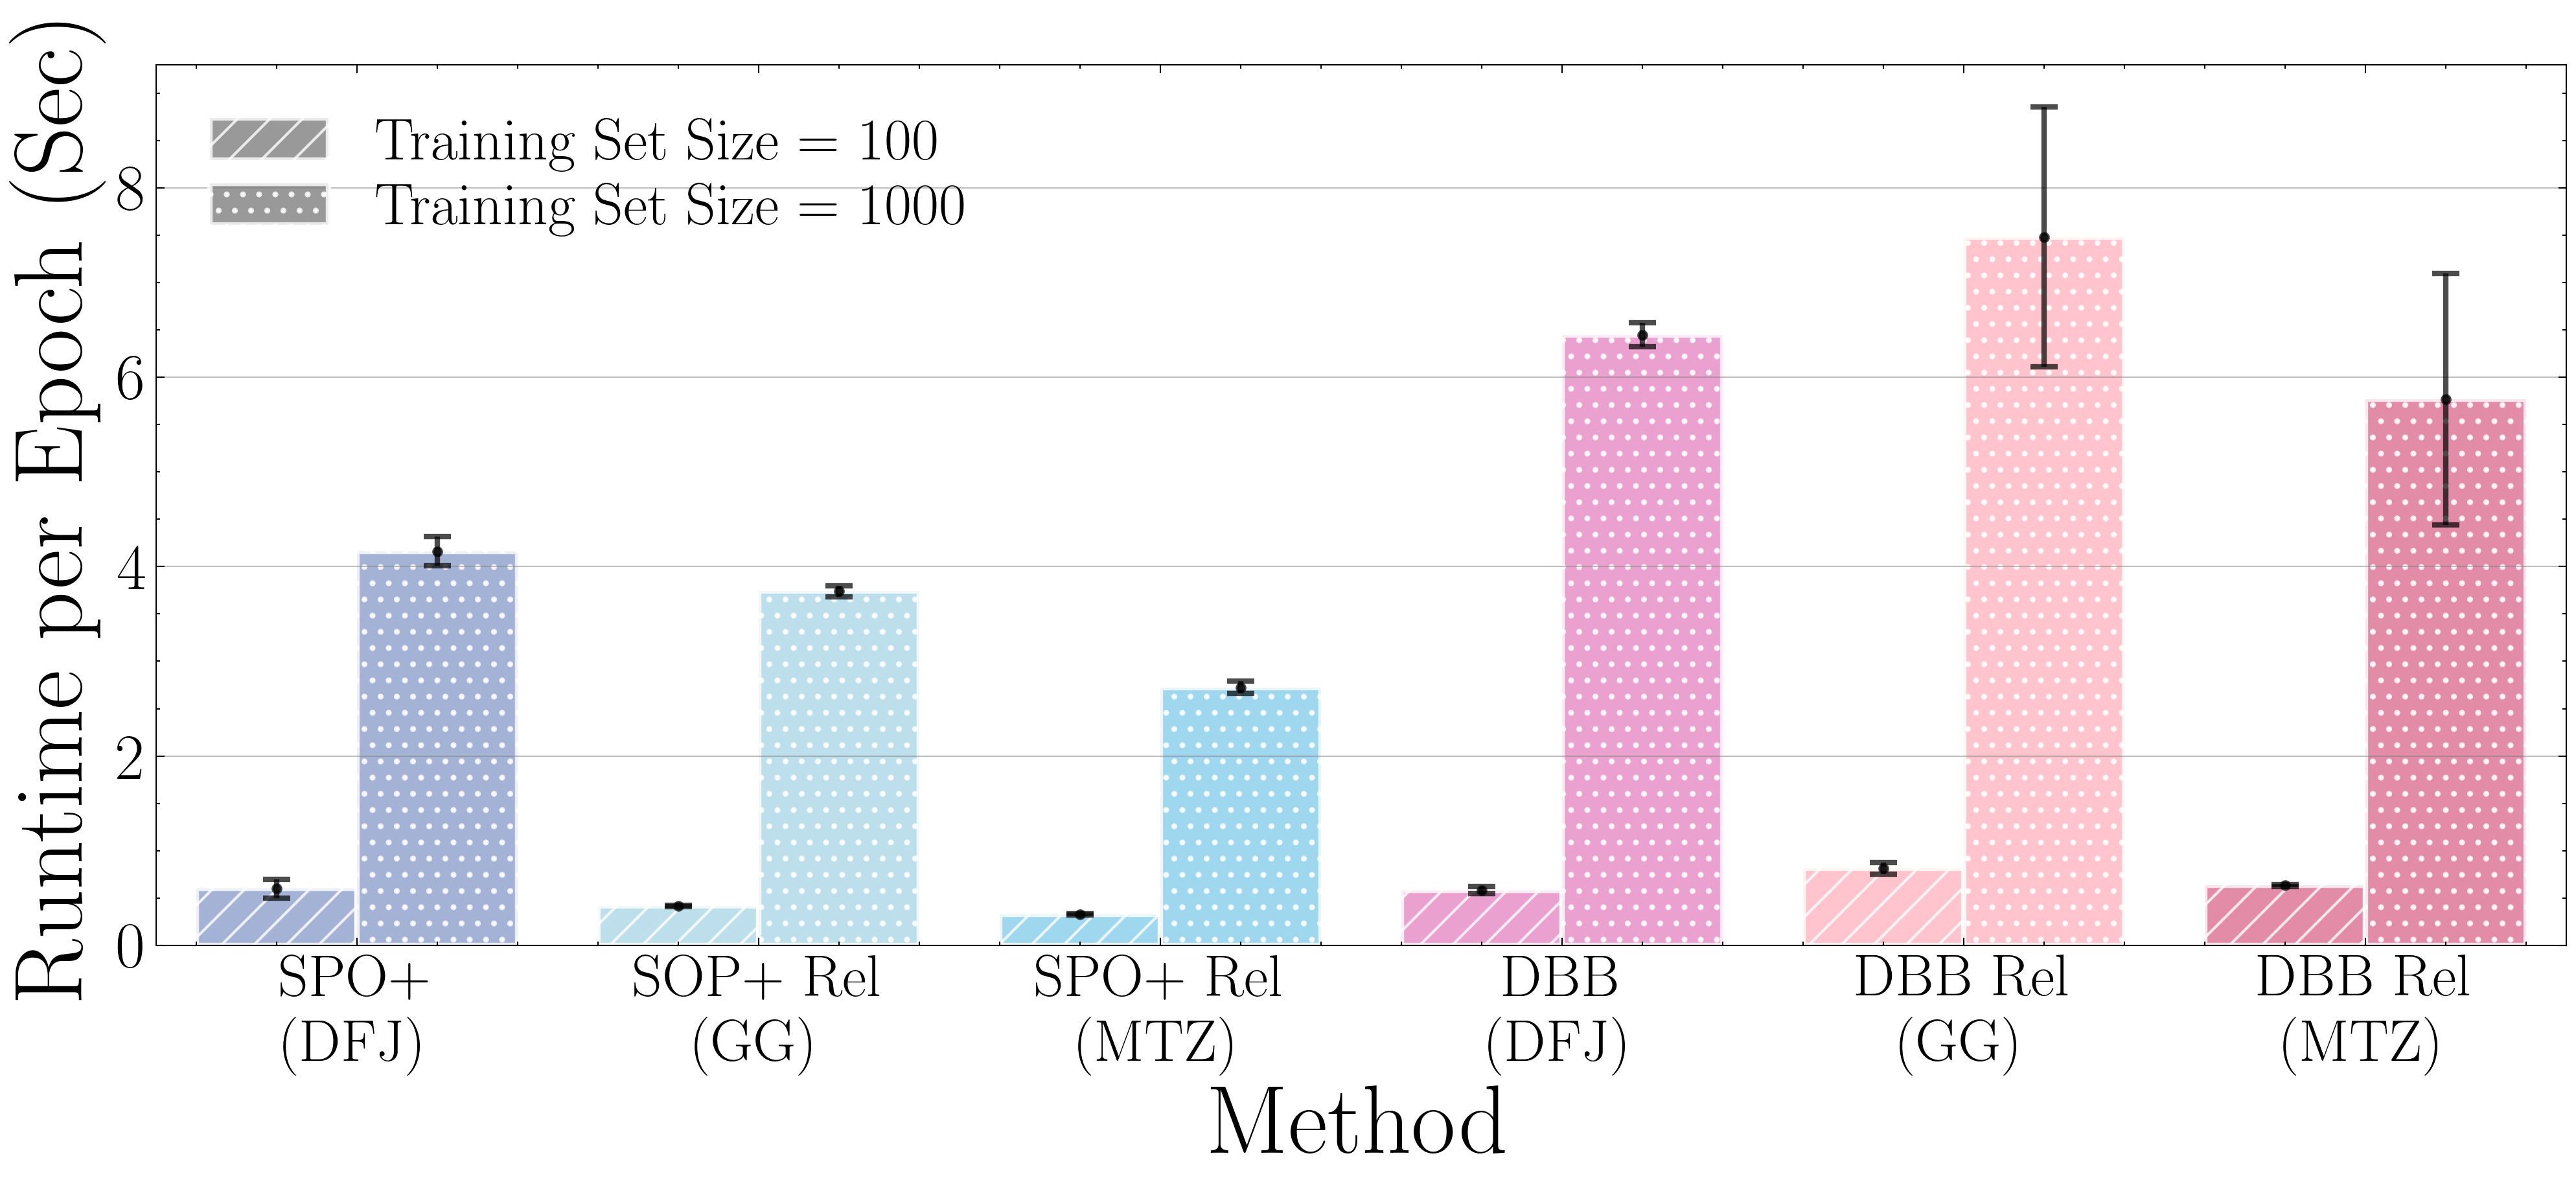 Runtime per Epoch (Sec)
Training Set Size = 100
Training Set Size = 1000
8
6
4
2
0
SPO+ SOP+ Rel SPO+ Rel DBB DBB Rel DBB Rel
(DFJ) (GG) (MTZ) (DFJ) (GG) (MTZ)
Method